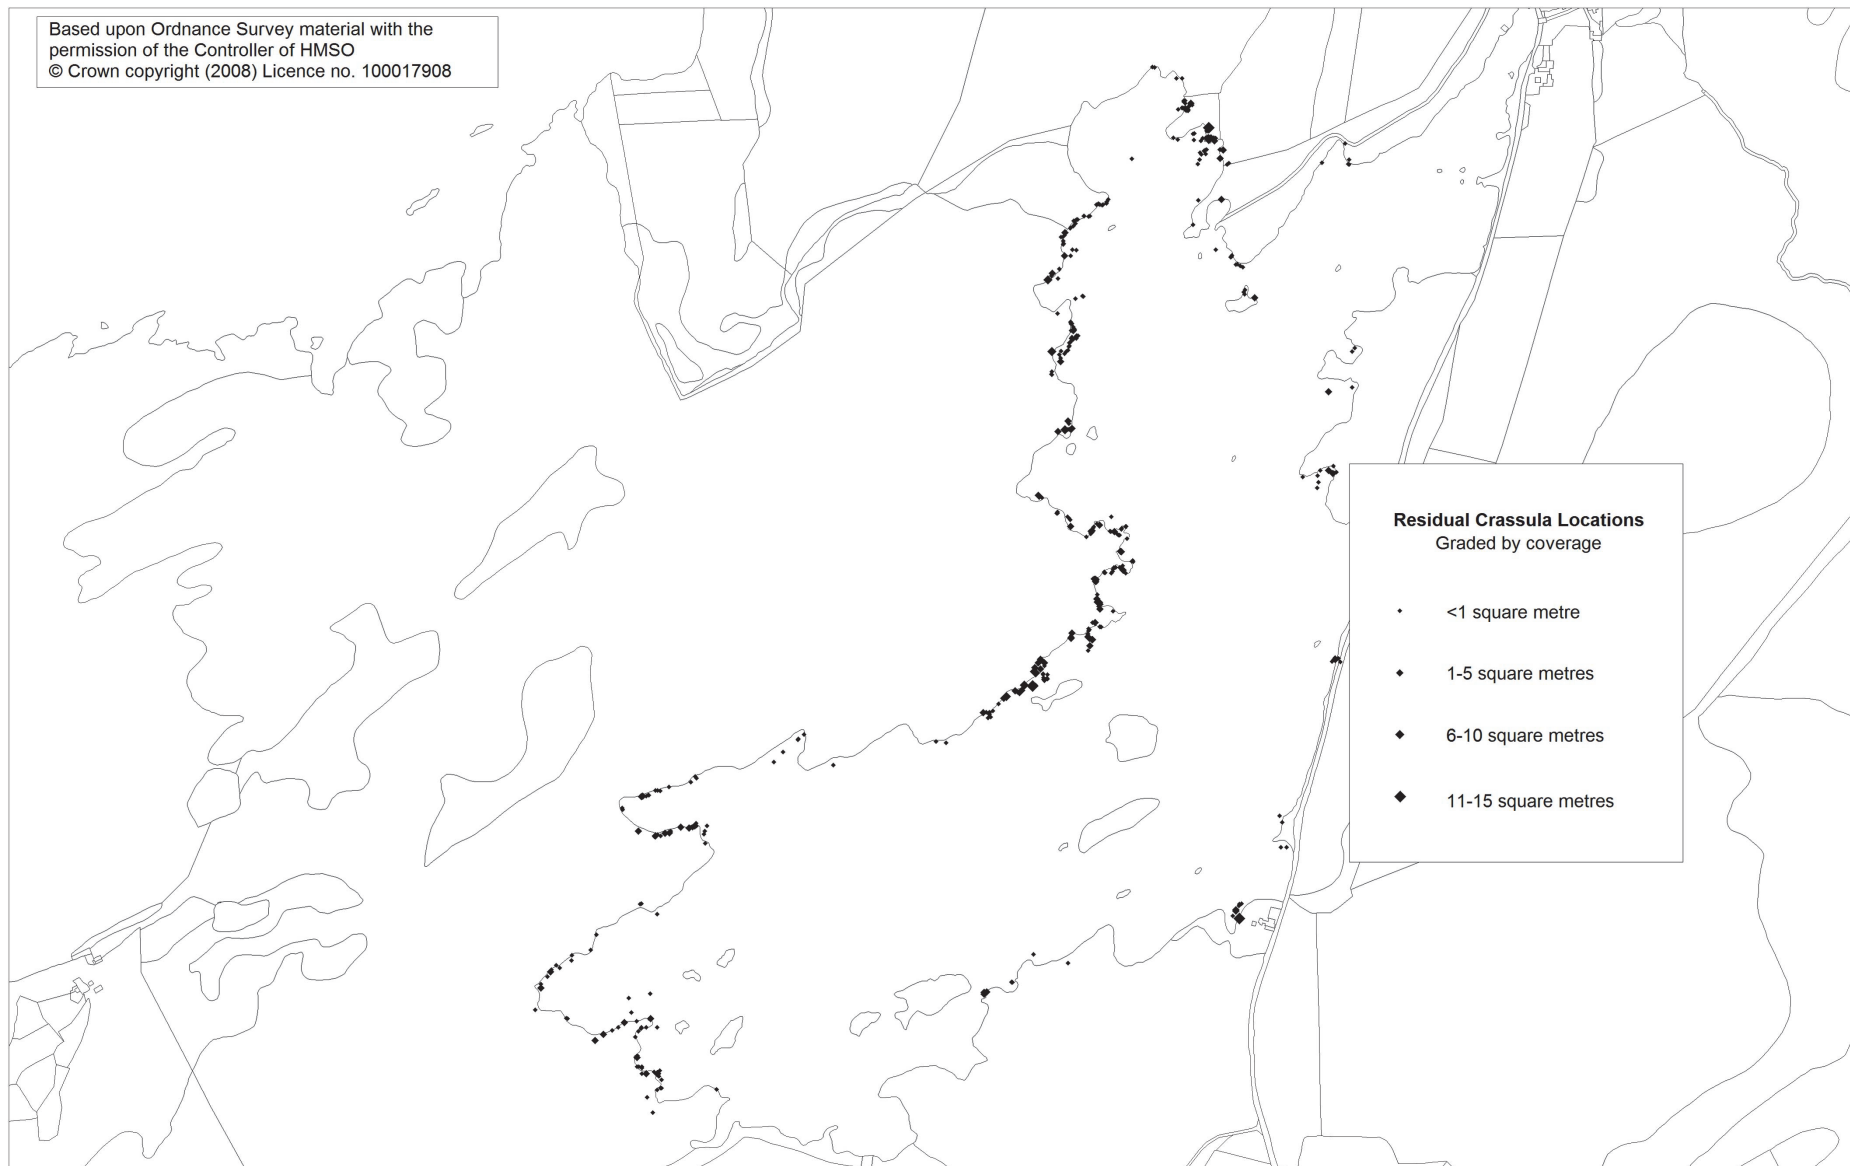 Based upon Ordnance Survey material with the
permission of the Controller of HMSO
© Crown copyright (2008) Licence no. 100017908
Residual Crassula Locations
Graded by coverage
<1 square metre
1-5 square metres
6-10 square metres
11-15 square metres